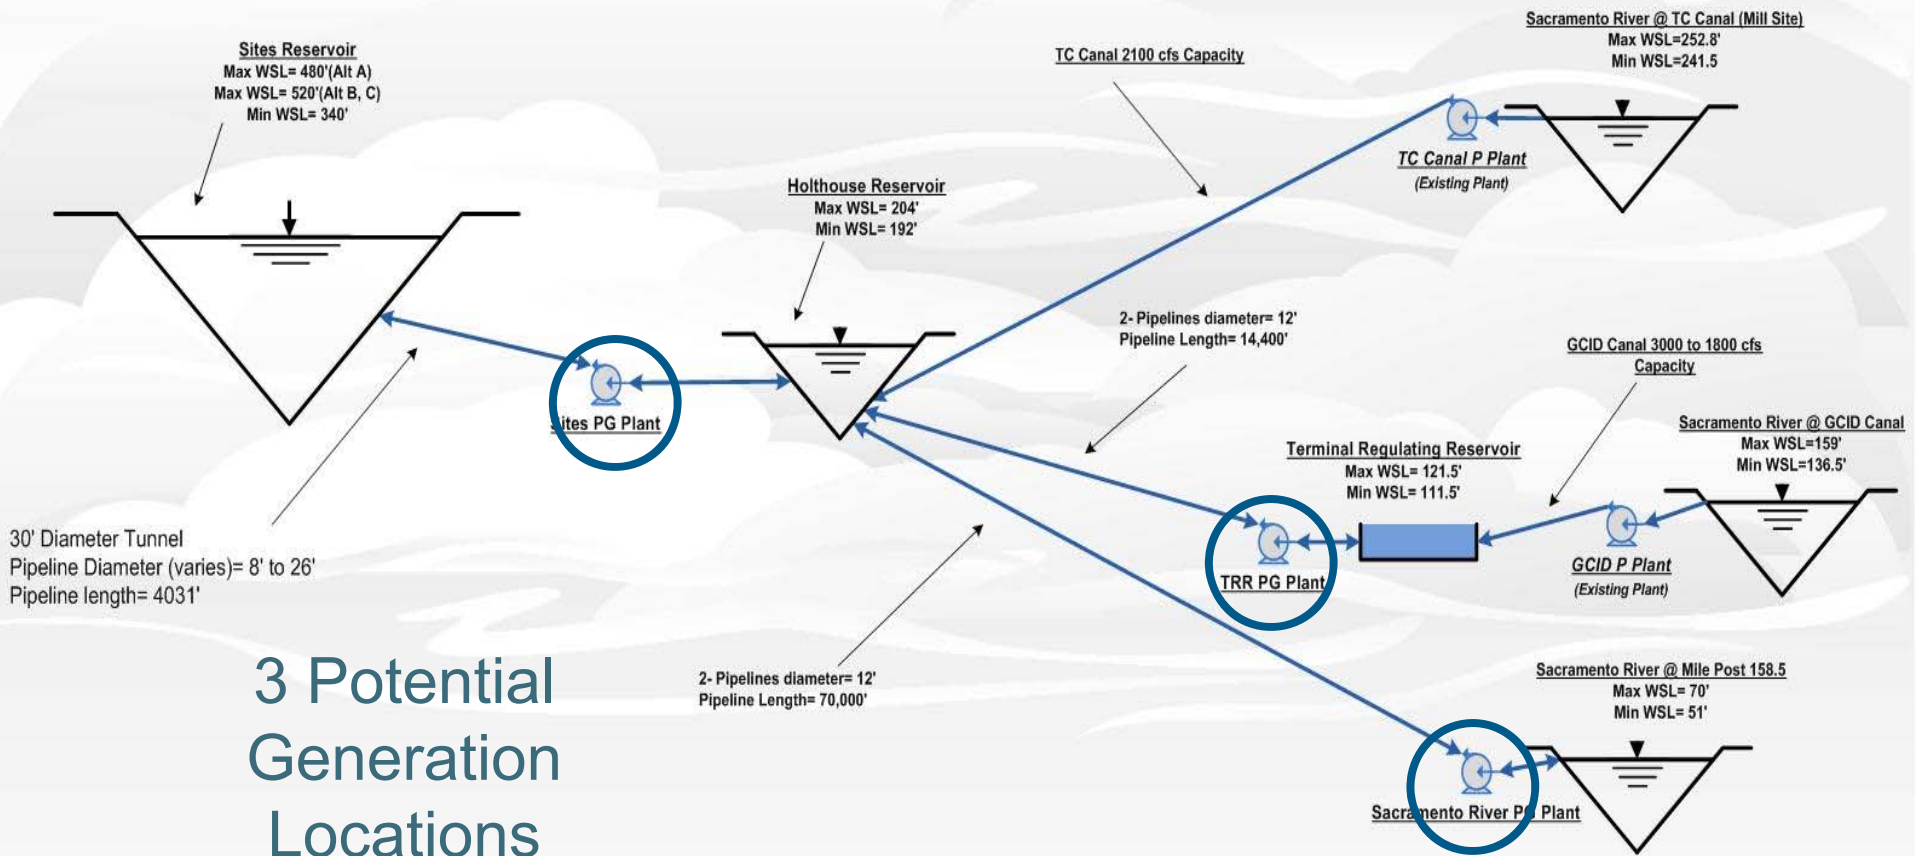 Sites Reservoir
Max WSL= 480'(Alt A)
Max WSL= 520'(Alt B, C)
Min WSL= 340'
Holthouse Reservoir
Max WSL= 204'
Min WSL= 192'
TC Canal 2100 cfs Capacity
Sacramento River @ TC Canal (Mill Site)
Max WSL=252.8'
Min WSL=241.5
TC Canal P Plant
(Existing Plant)
2- Pipelines diameter= 12'
Pipeline Length= 14,400'
GCID Canal 3000 to 1800 cfs
Capacity
Sacramento River @ GCID Canal
Max WSL=159'
Min WSL=136.5'
Terminal Regulating Reservoir
Max WSL= 121.5'
Min WSL= 111.5'
Sites PG Plant
TRR PG Plant
GCID P Plant
(Existing Plant)
30' Diameter Tunnel
Pipeline Diameter (varies)= 8' to 26'
Pipeline length= 4031'
2- Pipelines diameter= 12'
Pipeline Length= 70,000'
Sacramento River @ Mile Post 158.5
Max WSL= 70'
Min WSL= 51'
Sacramento River PG Plant
3 Potential
Generation
Locations